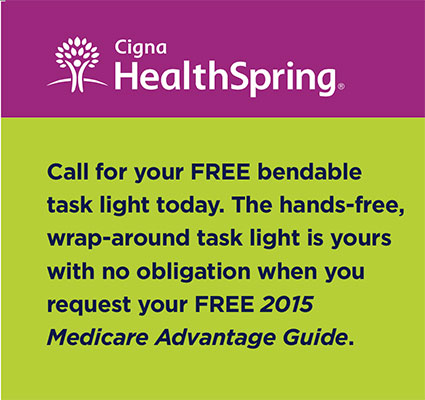 Cigna
HealthSpring®
Call for your FREE bendable
task light today. The hands-free,
wrap-around task light is yours
with no obligation when you
request your FREE 2015
Medicare Advantage Guide.